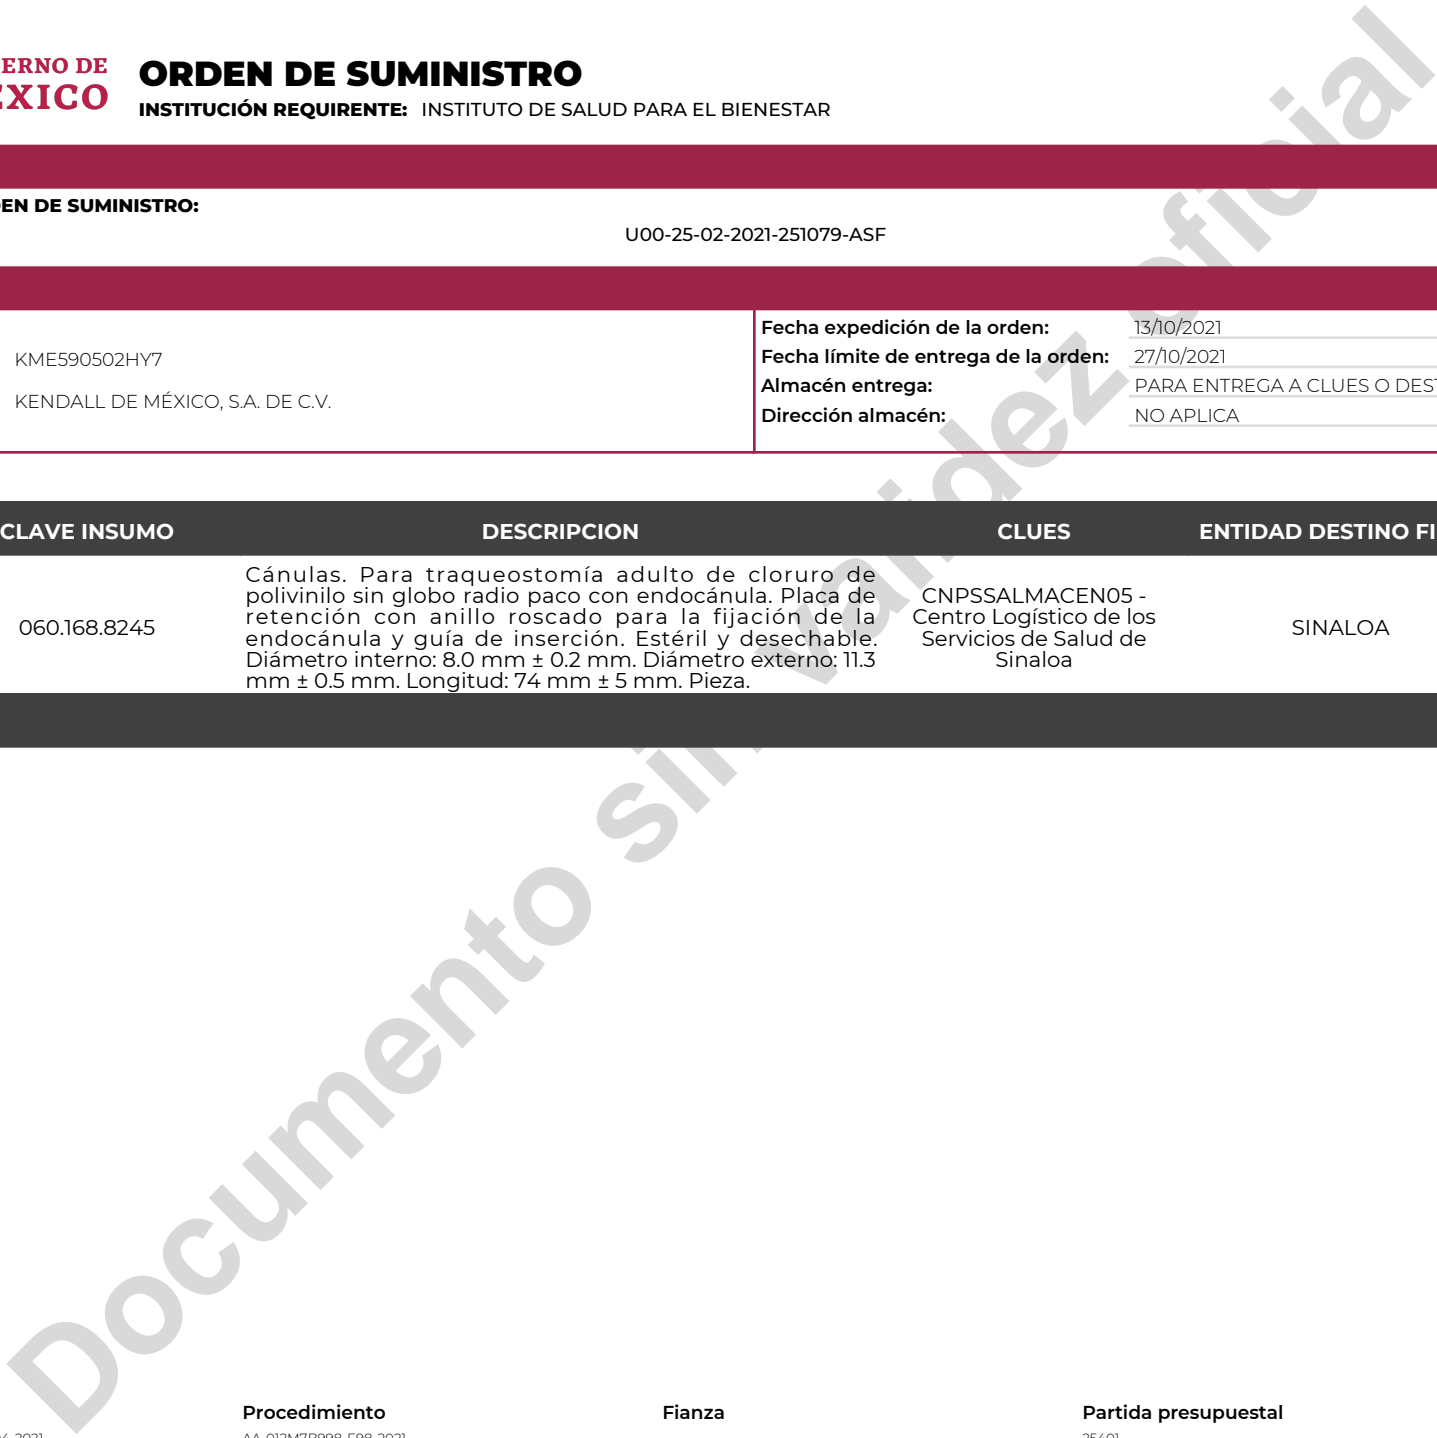 ERNO DE
ORDEN DE SUMINISTRO
INSTITUCIÓN REQUIRENTE: INSTITUTO DE SALUD PARA EL BIENESTAR
EN DE SUMINISTRO:
U00-25-02-2021-251079-ASF
KME590502HY7
KENDALL DE MÉXICO, S.A. DE C.V.
Fecha expedición de la orden: 13/10/2021
Fecha límite de entrega de la orden: 27/10/2021
Almacén entrega: PARA ENTREGA A CLUES O DEST
Dirección almacén: NO APLICA
CLAVE INSUMO DESCRIPCION CLUES ENTIDAD DESTINO FI
060.168.8245
Cánulas. Para traqueostomía adulto de cloruro de
polivinilo sin globo radio paco con endocánula. Placa de
retención con anillo roscado para la fijación de la
endocánula y guía de inserción. Estéril y desechable.
Diámetro interno: 8.0 mm ± 0.2 mm. Diámetro externo: 11.3
mm ± 0.5 mm. Longitud: 74 mm ± 5 mm. Pieza.
CNPSSALMACEN05 -
Centro Logístico de los
Servicios de Salud de
Sinaloa
SINALOA
Documento sin validez oficial
Procedimiento Fianza Partida presupuestal